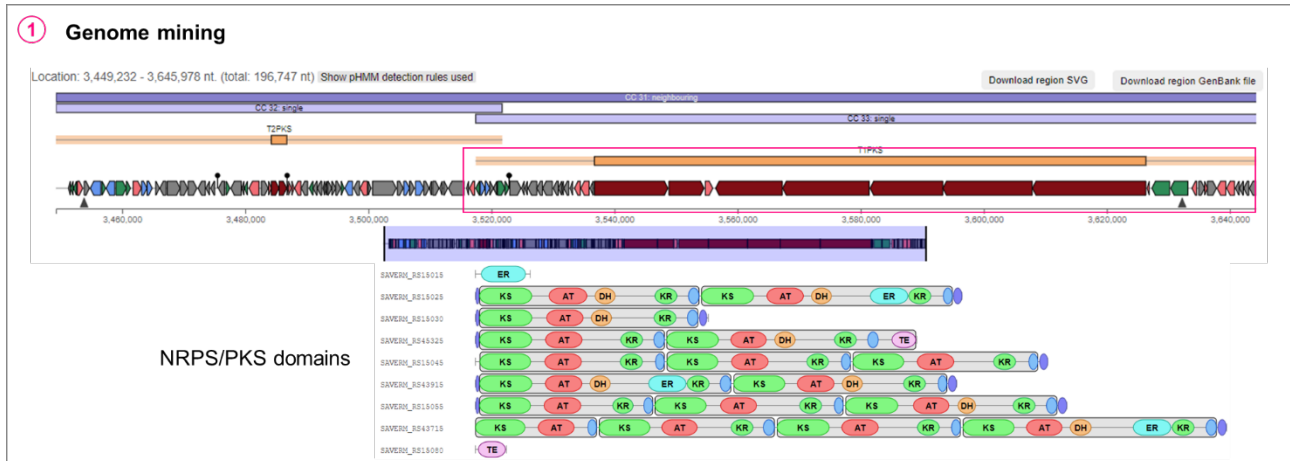 1 Genome mining
Location: 3,449,232 - 3,645,978 nt. (total: 196,747 nt) Show pHMM detection rules used
Download region SVG Download region GenBank file
CC 31: neighbouring
CC 32: single
CC 33: single
T2PKS
T1PKS
3,460,000 3,480,000 3,500,000 3,520,000 3,540,000 3,560,000 3,580,000 3,600,000 3,620,000 3,640,000
NRPS/PKS domains
SAVERM_RS15015 ER
SAVERM_RS15025 KS AT DH KR KS AT DH ER KR
SAVERM_RS15030 KS AT DH KR
SAVERM_RS45325 KS AT KR KS AT DH KR TE
SAVERM_RS15045 KS AT KR KS AT KR KS AT KR
SAVERM_RS43915 KS AT DH ER KR KS AT DH KR
SAVERM_RS15055 KS AT KR KS AT KR KS AT DH KR
SAVERM_RS43715 KS AT KS AT KR KS AT KR KS AT DH ER KR
SAVERM_RS15080 TE